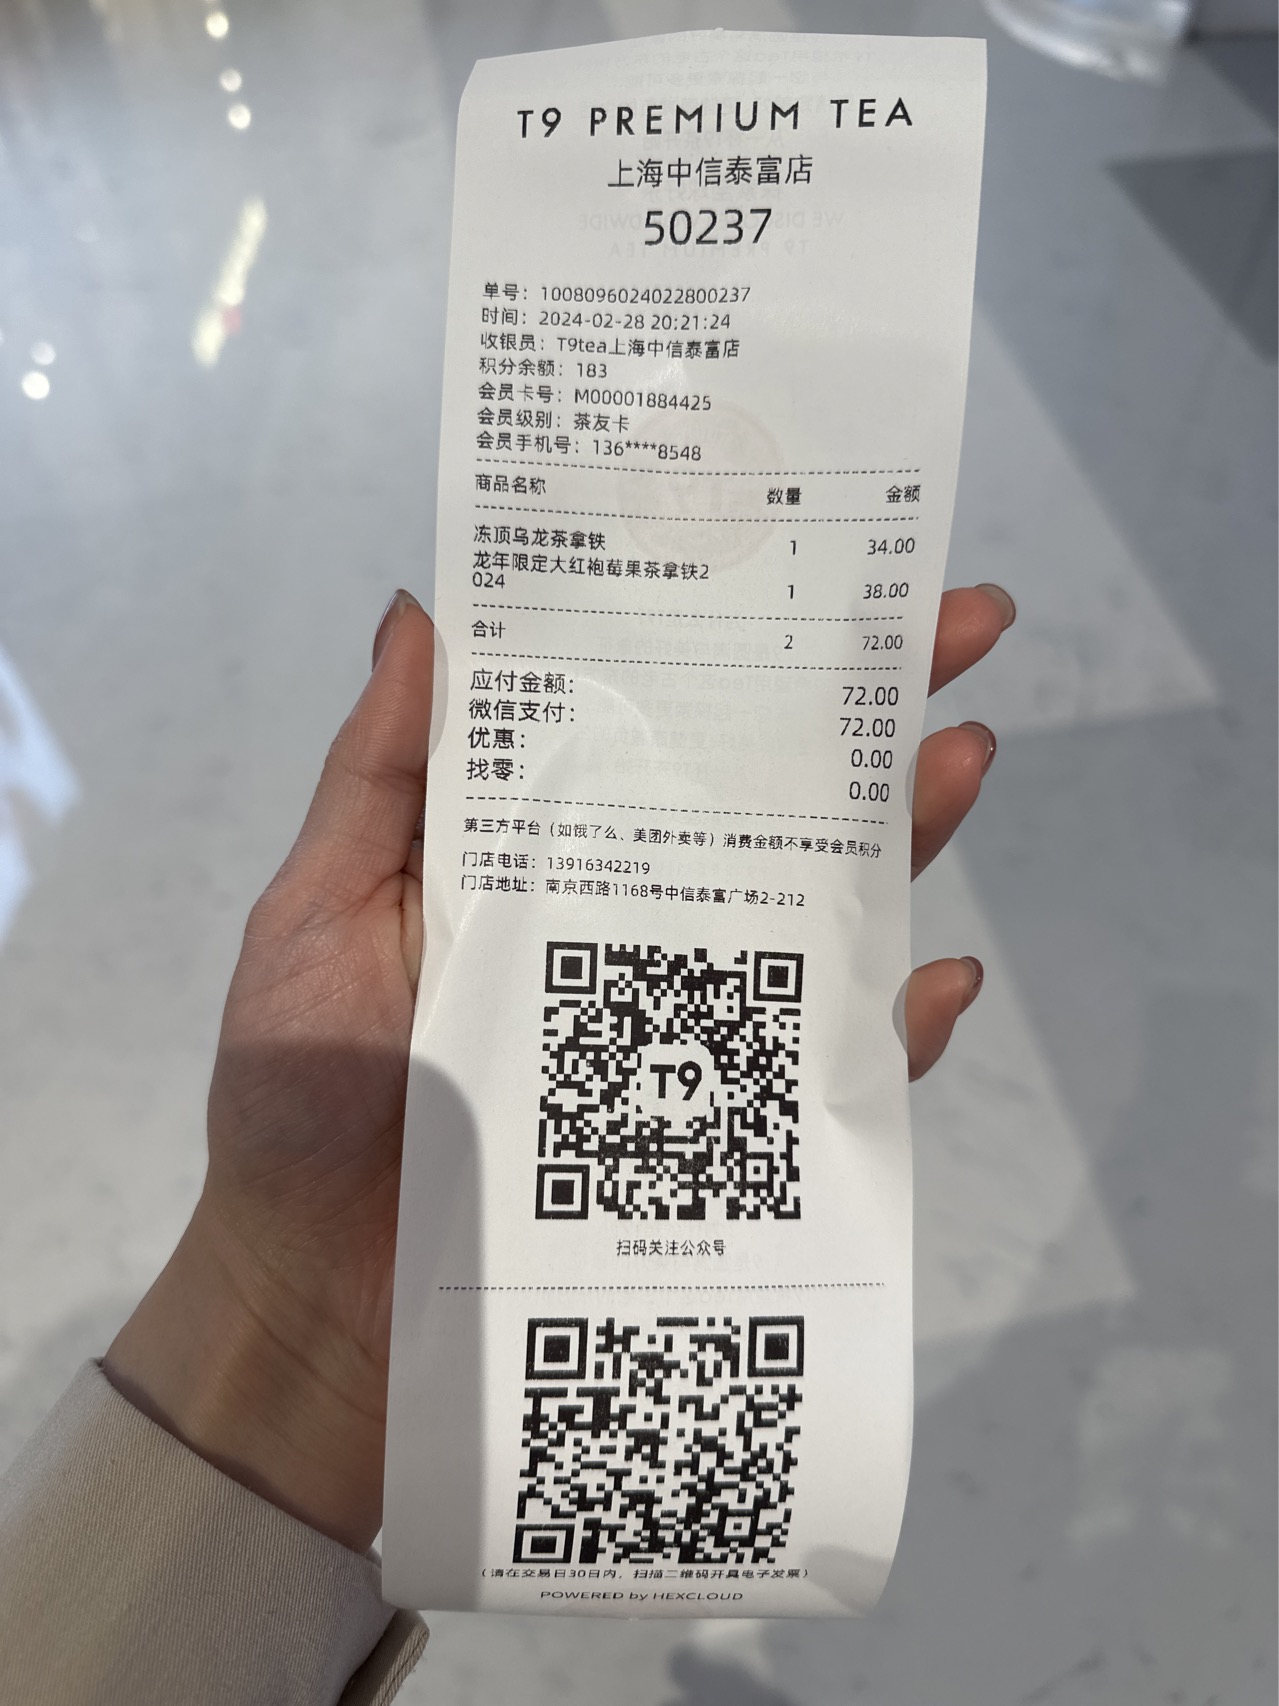 T9 PREMIUM TEA
上海中信泰富店
50237
单号：1008096024022800237
时间：2024-02-28 20:21:24
收银员：T9tea上海中信泰富店
积分余额：183
会员卡号：M00001884425
会员级别：茶友卡
会员手机号：136****8548
商品名称 数量 金额
冻顶乌龙茶拿铁 1 34.00
龙年限定大红袍莓果茶拿铁2
024 1 38.00
合计 2 72.00
应付金额： 72.00
微信支付： 72.00
优惠： 0.00
找零： 0.00
第三方平台（如饿了么、美团外卖等）消费金额不享受会员积分
门店电话：13916342219
门店地址：南京西路1168号中信泰富广场2-212
T9
扫码关注公众号
（请在交易日30日内，扫描二维码开具电子发票）
POWERED by HEXCLOUD